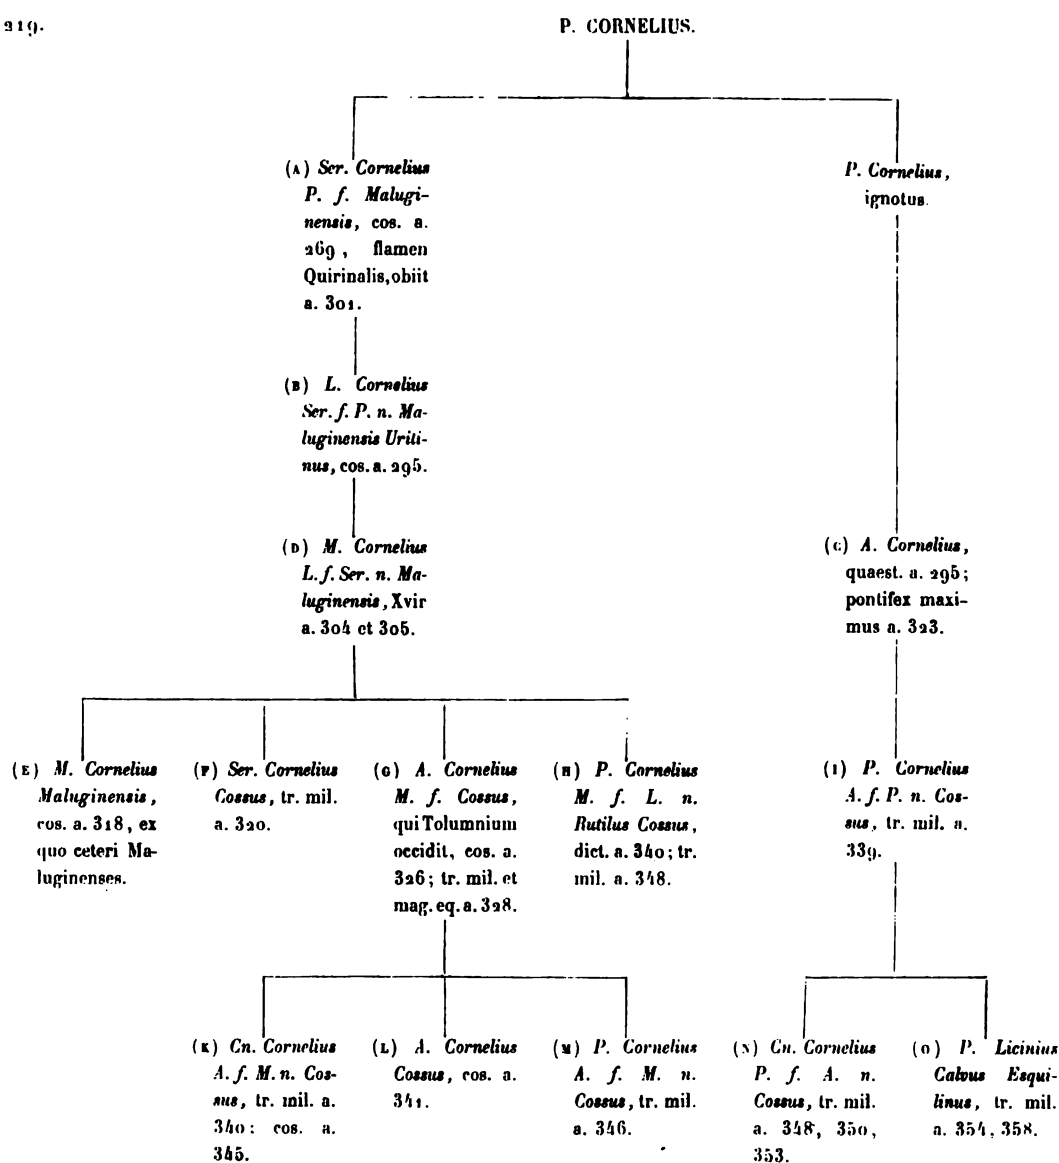 219.
P. CORNELIUS.
(A) Ser. Cornelius
P. f. Malugi-
nensis, cos. a.
269, flamen
Quirinalis, obiit
a. 301.
P. Cornelius,
ignotus.
(B) L. Cornelius
Ser. f. P. n. Ma-
luginensis Uriti-
nus, cos. a. 295.
(D) M. Cornelius
L. f. Ser. n. Ma-
luginensis, Xvir
a. 304 et 305.
(C) A. Cornelius,
quaest. a. 295;
pontifex maxi-
mus a. 323.
(E) M. Cornelius
Maluginensis,
cos. a. 318, ex
quo ceteri Ma-
luginenses.
(F) Ser. Cornelius
Cossus, tr. mil.
a. 320.
(G) A. Cornelius
M. f. Cossus,
qui Tolumnium
occidit, cos. a.
326; tr. mil. et
mag. eq. a. 328.
(H) P. Cornelius
M. f. L. n.
Rutilus Cossus,
dict. a. 340; tr.
mil. a. 348.
(I) P. Cornelius
A. f. P. n. Cos-
sus, tr. mil. a.
339.
(K) Cn. Cornelius
A. f. M. n. Cos-
sus, tr. mil. a.
340; cos. a.
345.
(L) A. Cornelius
Cossus, cos. a.
341.
(M) P. Cornelius
A. f. M. n.
Cossus, tr. mil.
a. 346.
(N) Cn. Cornelius
P. f. A. n.
Cossus, tr. mil.
a. 348, 350,
353.
(O) P. Licinius
Calvus Esqui-
linus, tr. mil.
a. 354, 358.